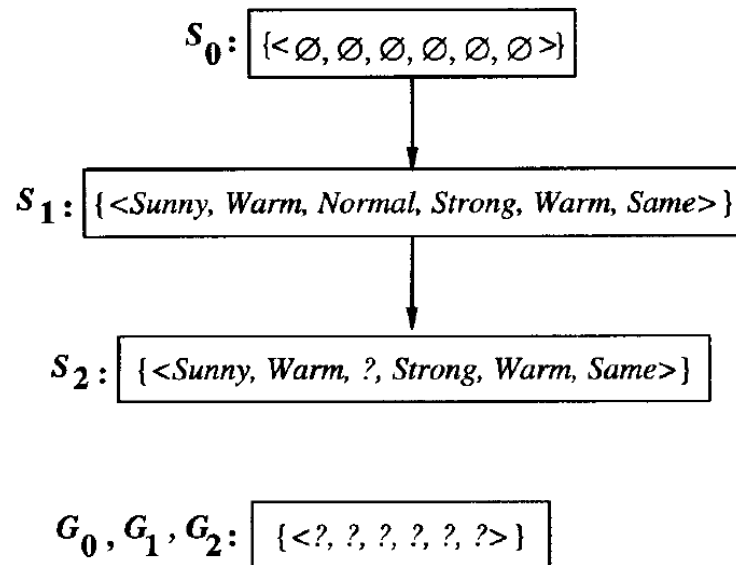 S0: {<∅, ∅, ∅, ∅, ∅, ∅>}
S1: {<Sunny, Warm, Normal, Strong, Warm, Same>}
S2: {<Sunny, Warm, ?, Strong, Warm, Same>}
G0, G1, G2: {<?, ?, ?, ?, ?, ?>}